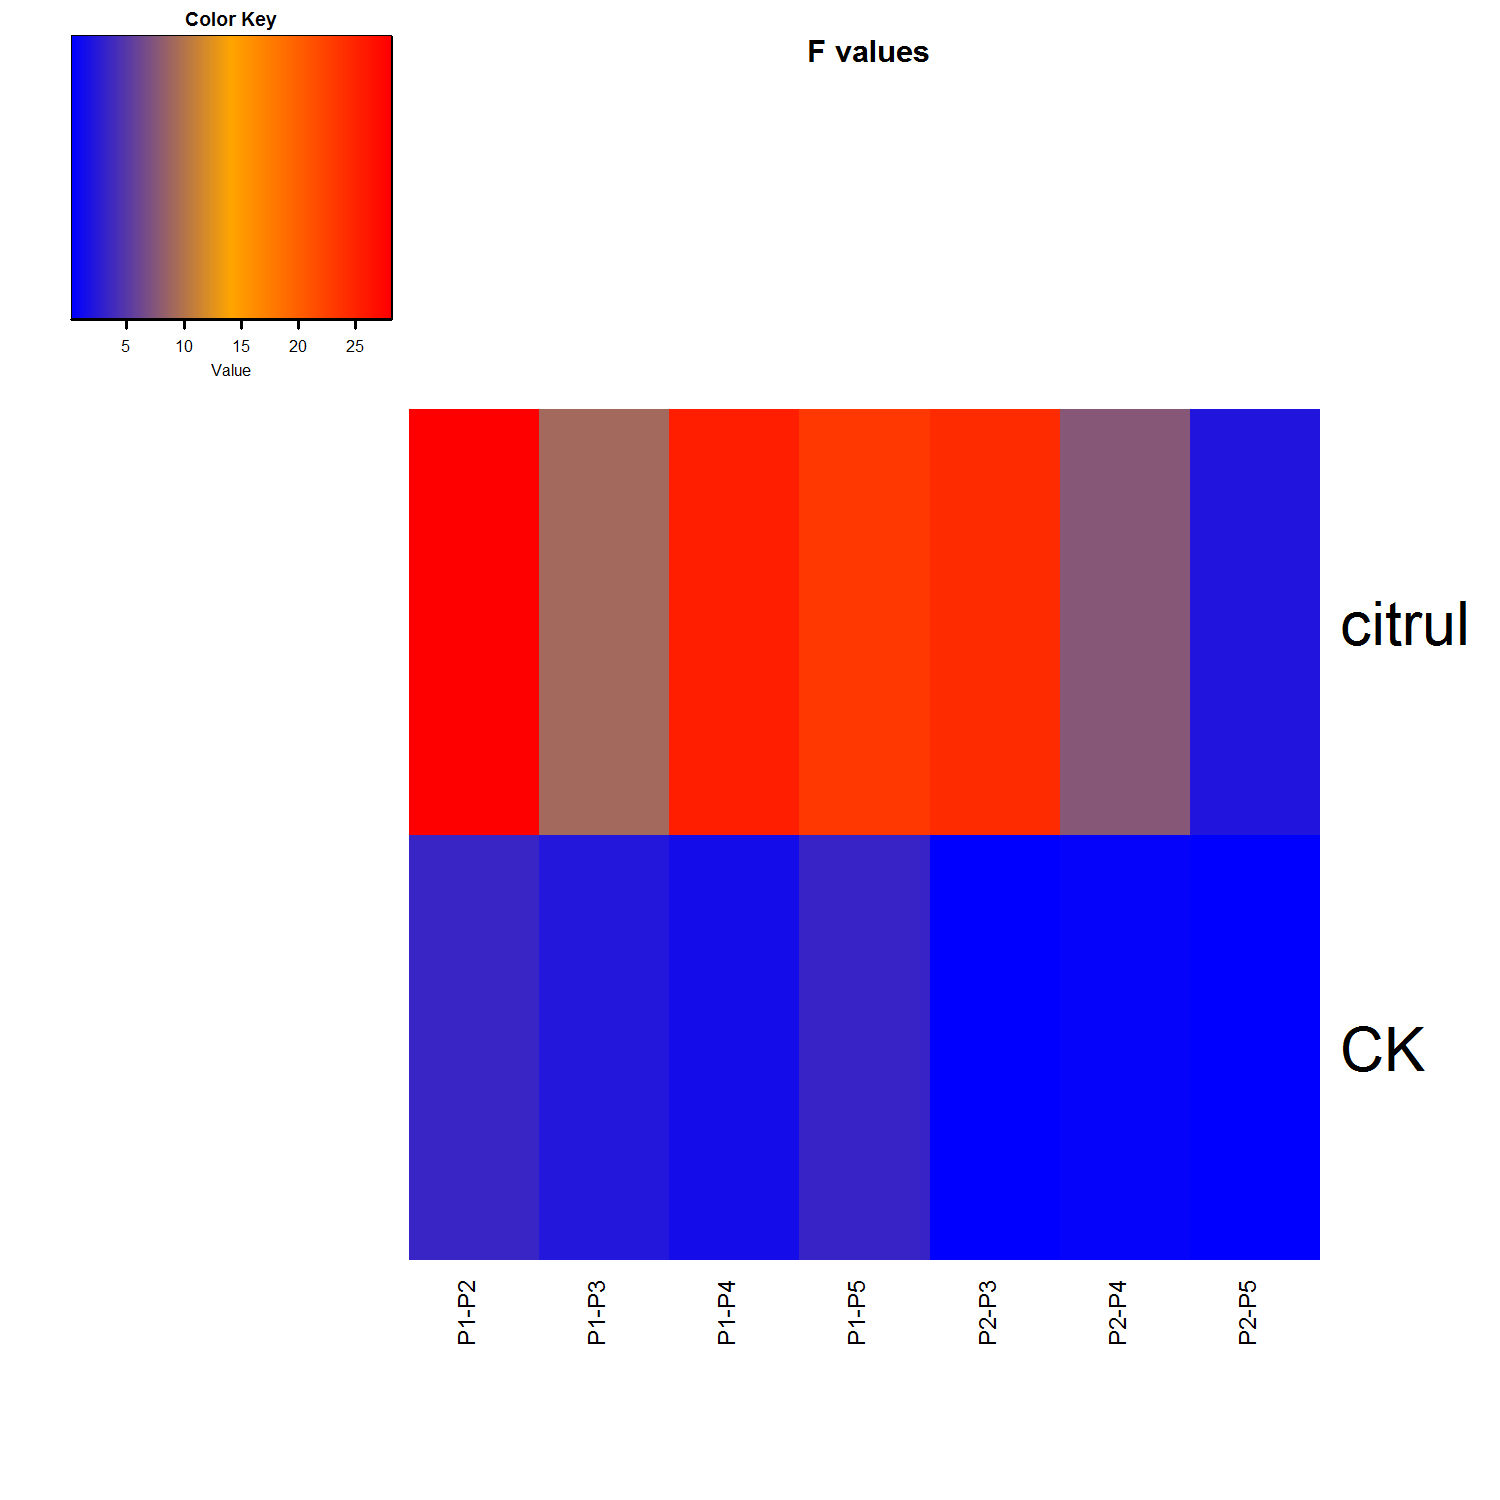 Color Key
F values
5 10 15 20 25
Value
citrul
CK
P1-P2 P1-P3 P1-P4 P1-P5 P2-P3 P2-P4 P2-P5